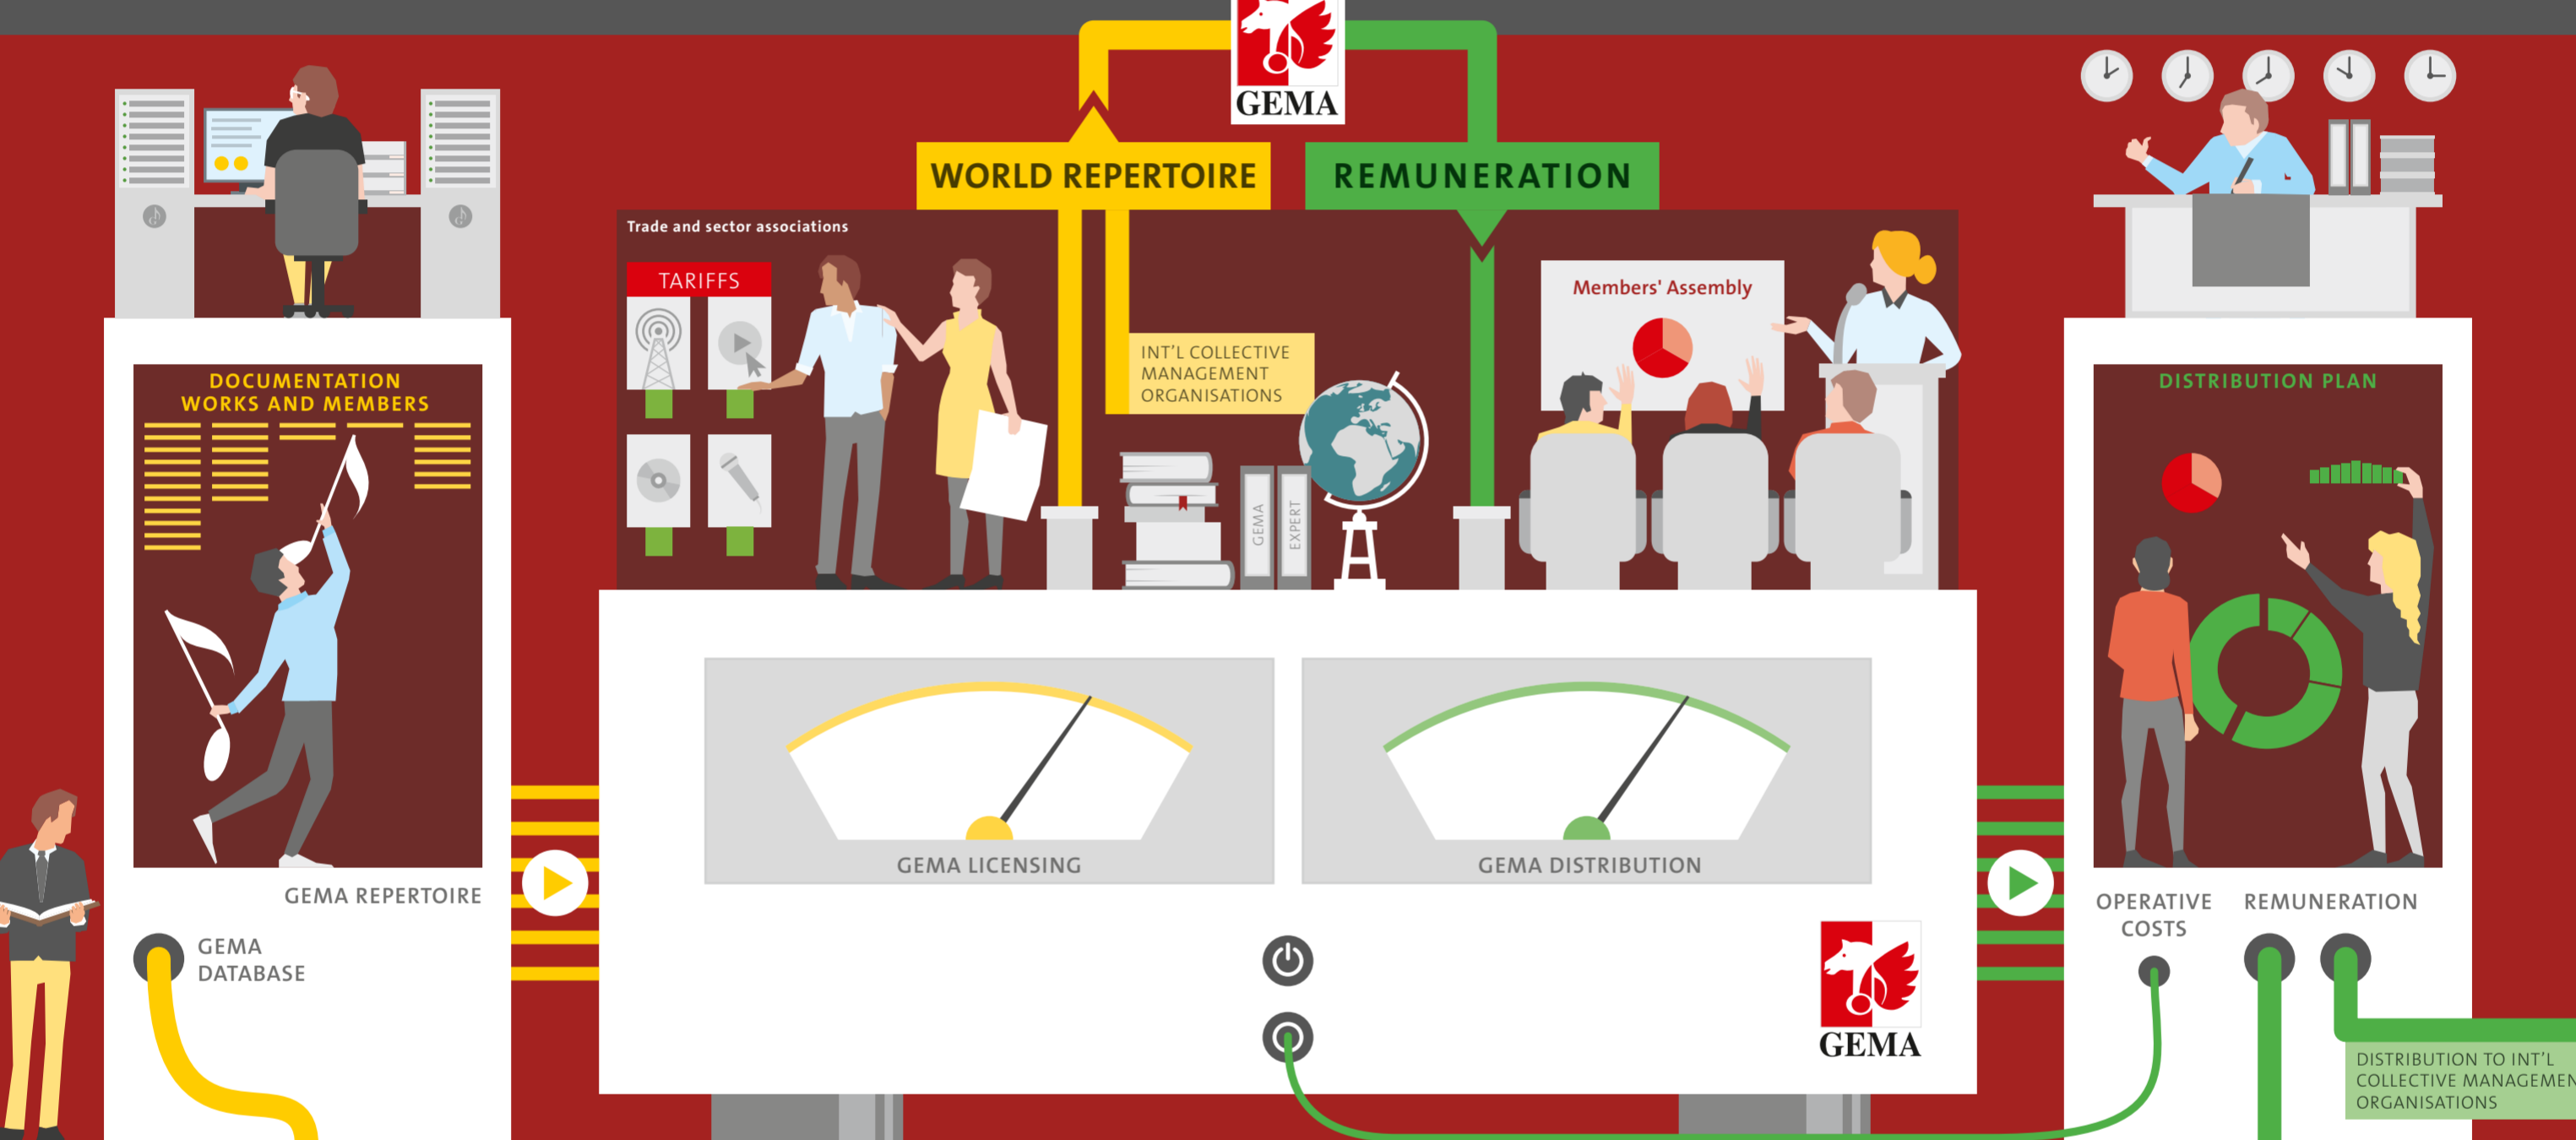 GEMA
WORLD REPERTOIRE
REMUNERATION
Trade and sector associations
TARIFFS
Members' Assembly
INT'L COLLECTIVE
MANAGEMENT
ORGANISATIONS
GEMA
EXPERT
DOCUMENTATION
WORKS AND MEMBERS
DISTRIBUTION PLAN
GEMA LICENSING
GEMA DISTRIBUTION
GEMA REPERTOIRE
GEMA
DATABASE
OPERATIVE
COSTS
REMUNERATION
GEMA
DISTRIBUTION TO INT'L
COLLECTIVE MANAGEMEN
ORGANISATIONS